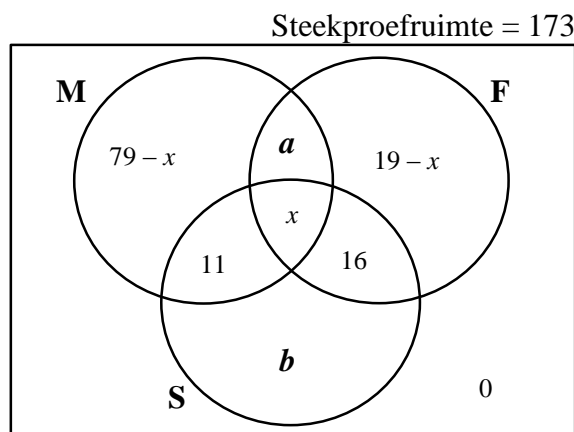 Steekproefruimte = 173
M
F
a
79 – x
19 – x
x
11
16
b
S
0